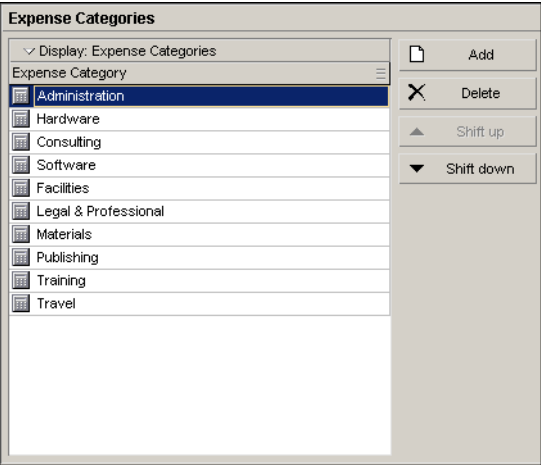 Expense Categories
Display: Expense Categories
Expense Category
Administration
Hardware
Consulting
Software
Facilities
Legal & Professional
Materials
Publishing
Training
Travel
Add
Delete
Shift up
Shift down